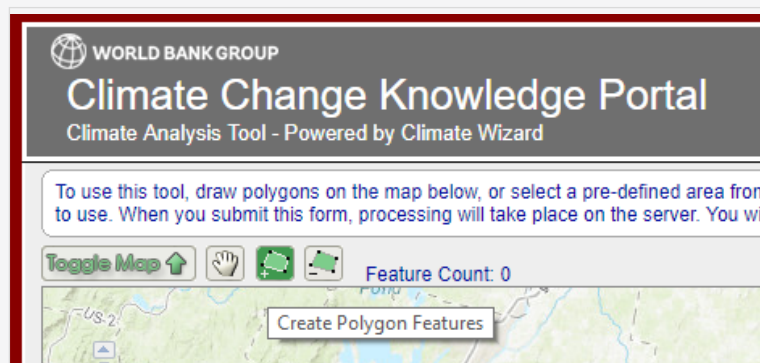 WORLD BANK GROUP
Climate Change Knowledge Portal
Climate Analysis Tool - Powered by Climate Wizard
To use this tool, draw polygons on the map below, or select a pre-defined area from
to use. When you submit this form, processing will take place on the server. You wi
Toggle Map
Feature Count: 0
Pond
US-2
Create Polygon Features